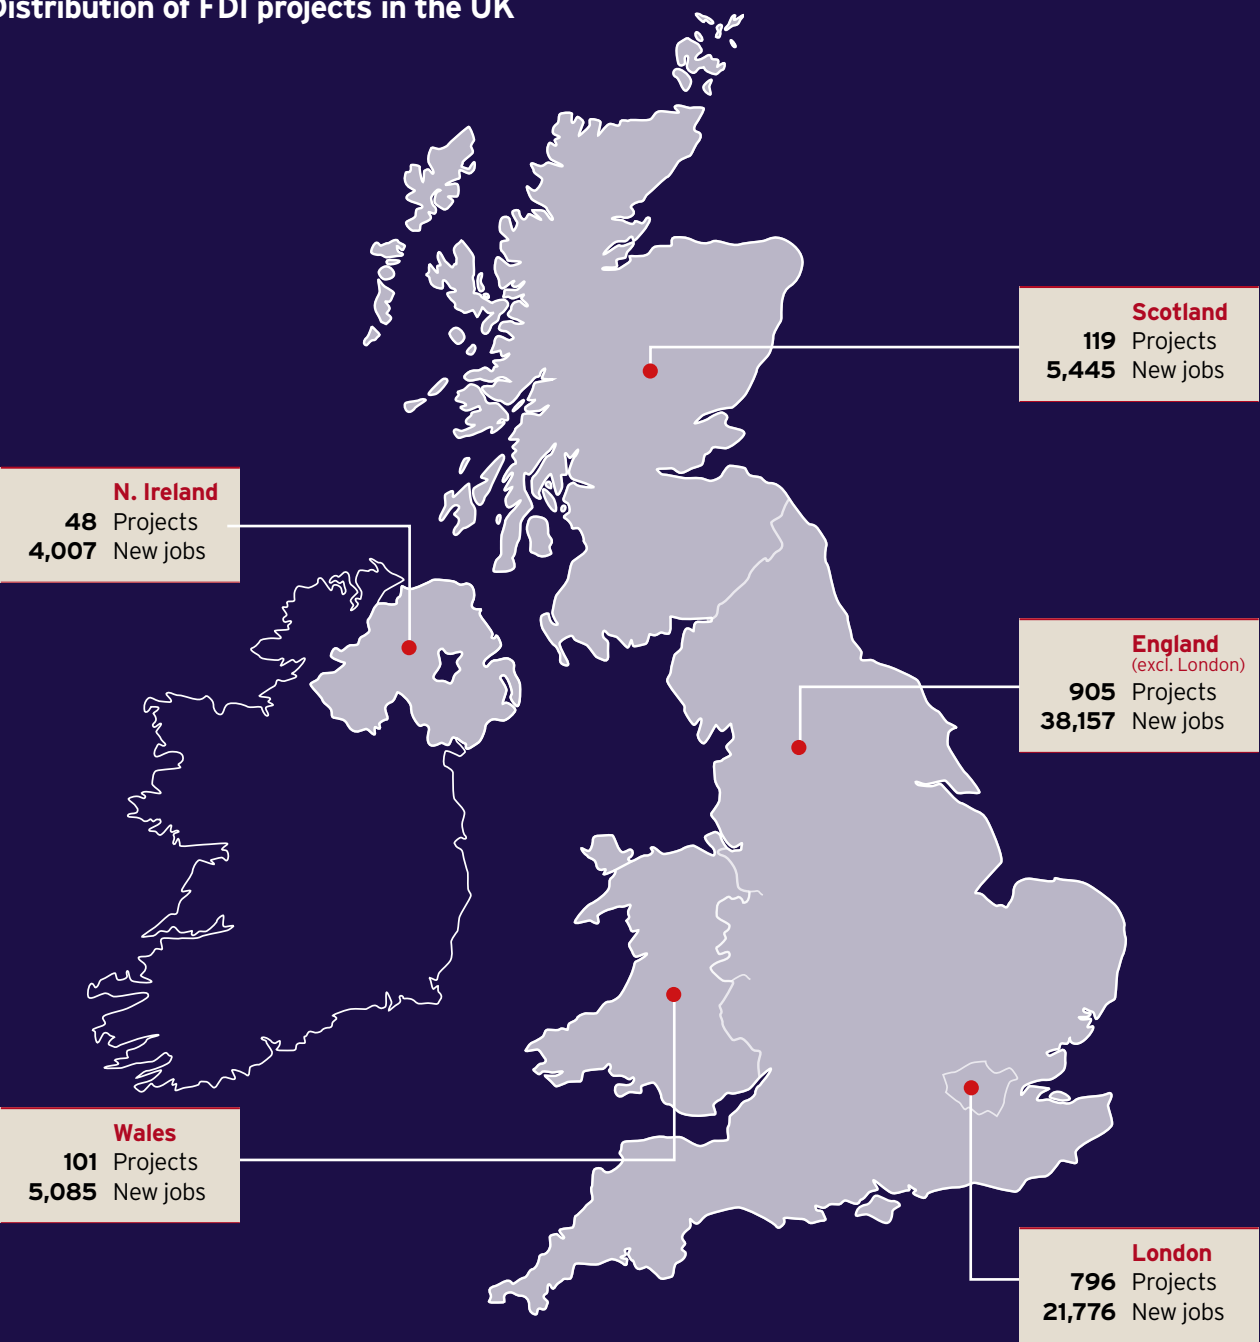 Distribution of FDI projects in the UK
Scotland
119 Projects
5,445 New jobs
N. Ireland
48 Projects
4,007 New jobs
England
(excl. London)
905 Projects
38,157 New jobs
Wales
101 Projects
5,085 New jobs
London
796 Projects
21,776 New jobs